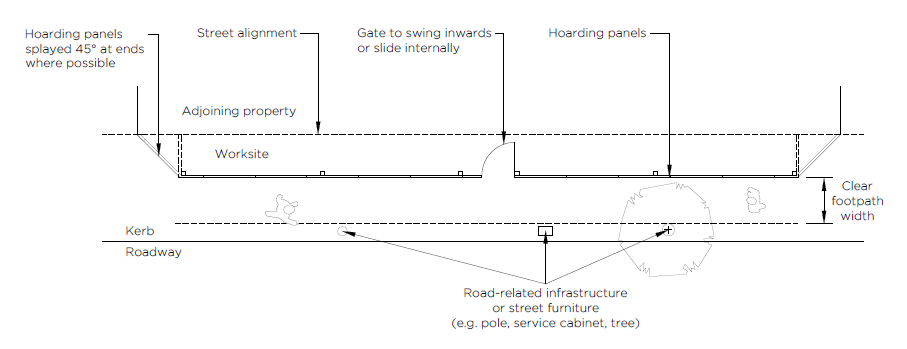 Hoarding panels
splayed 45° at ends
where possible
Street alignment
Gate to swing inwards
or slide internally
Hoarding panels
Adjoining property
Worksite
Clear
footpath
width
Kerb
Roadway
Road-related infrastructure
or street furniture
(e.g. pole, service cabinet, tree)